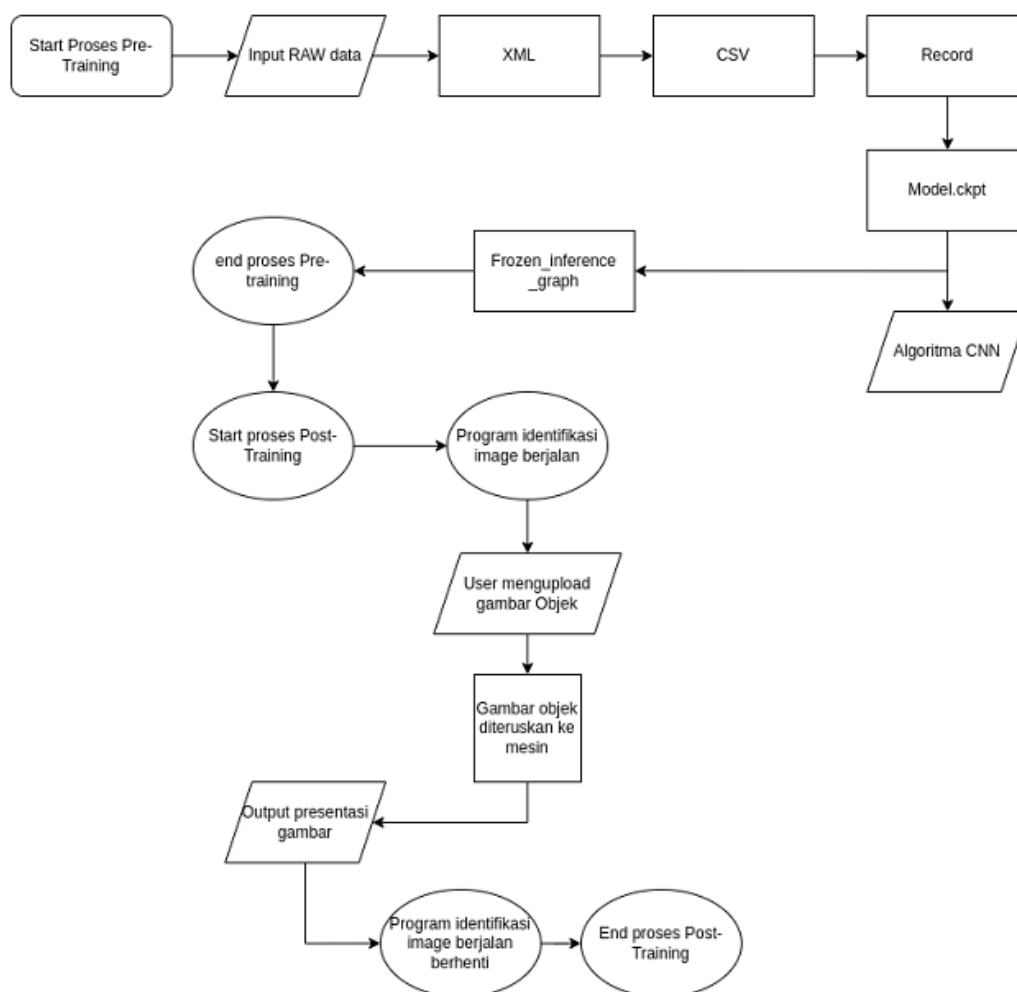 Start Proses Pre-
Training
Input RAW data
XML
CSV
Record
Model.ckpt
Frozen_inference
_graph
end proses Pre-
training
Algoritma CNN
Start proses Post-
Training
Program identifikasi
image berjalan
User mengupload
gambar Objek
Gambar objek
diteruskan ke
mesin
Output presentasi
gambar
Program identifikasi
image berjalan
berhenti
End proses Post-
Training